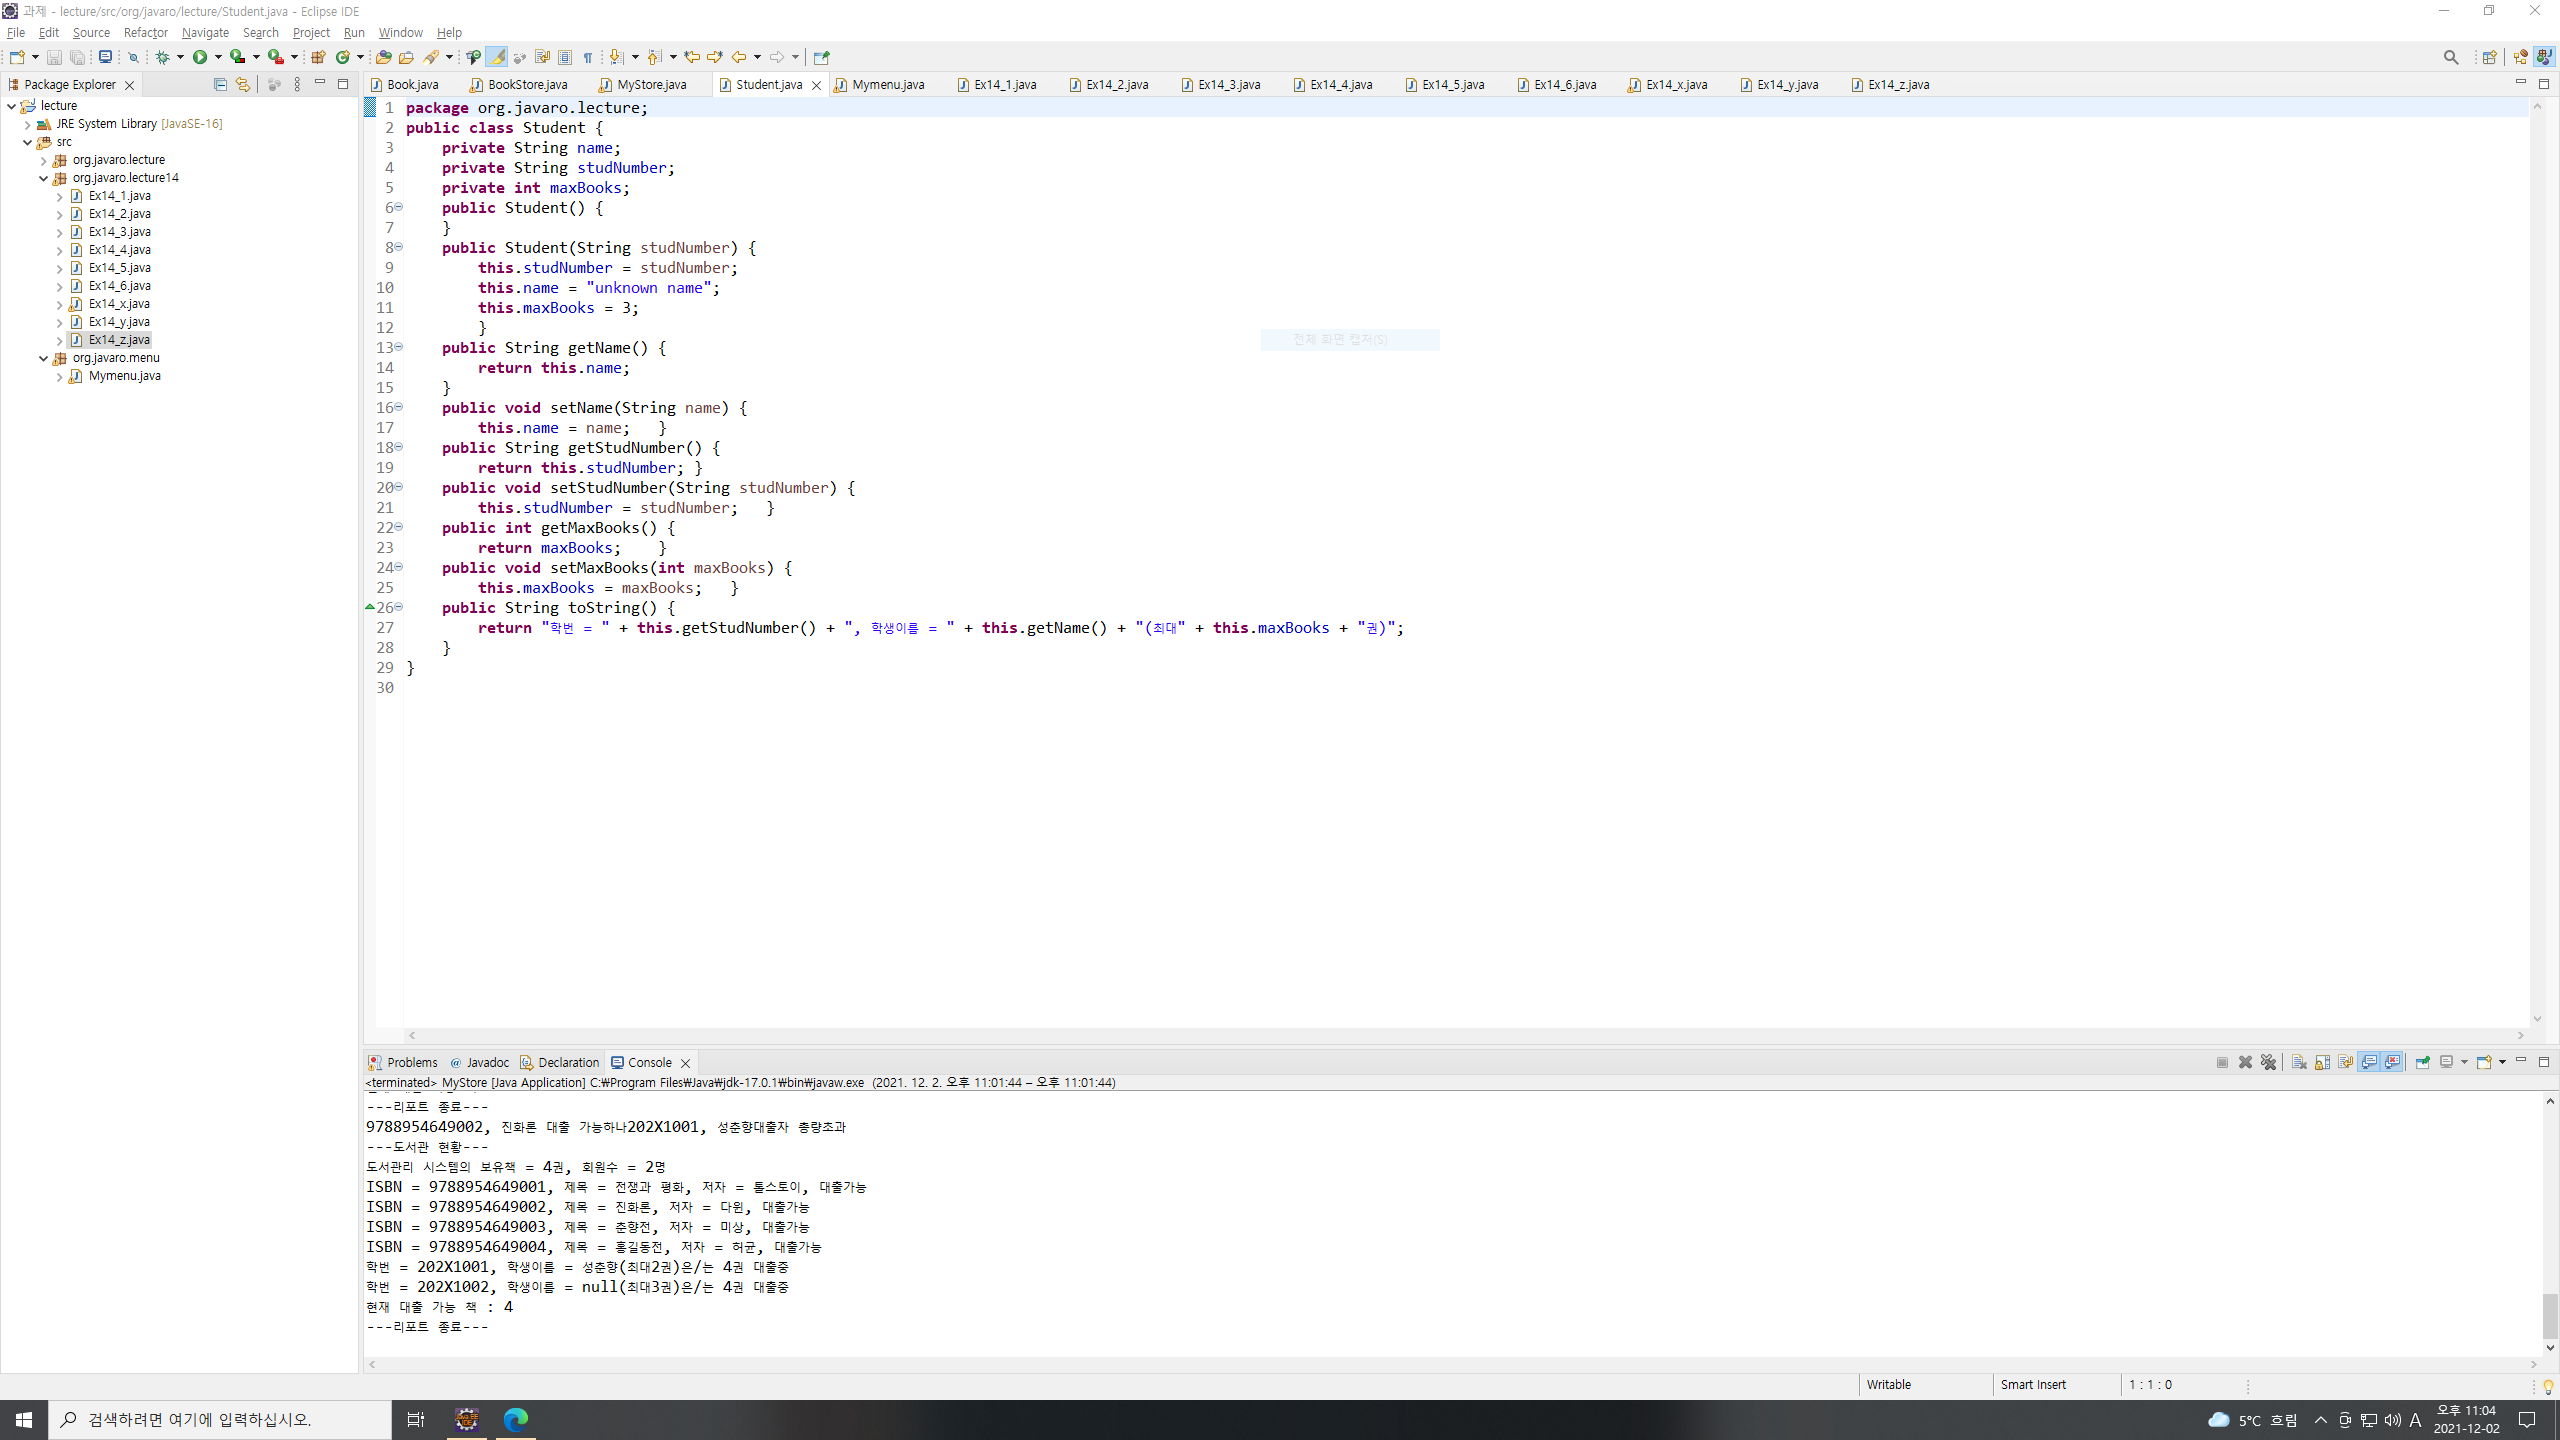 과제 - lecture/src/org/javaro/lecture/Student.java - Eclipse IDE
File Edit Source Refactor Navigate Search Project Run Window Help
Package Explorer
Book.java BookStore.java MyStore.java Student.java Mymenu.java Ex14_1.java Ex14_2.java Ex14_3.java Ex14_4.java Ex14_5.java Ex14_6.java Ex14_x.java Ex14_y.java Ex14_z.java
lecture
JRE System Library [JavaSE-16]
src
org.javaro.lecture
org.javaro.lecture14
Ex14_1.java
Ex14_2.java
Ex14_3.java
Ex14_4.java
Ex14_5.java
Ex14_6.java
Ex14_x.java
Ex14_y.java
Ex14_z.java
org.javaro.menu
Mymenu.java
1 package org.javaro.lecture;
2 public class Student {
3     private String name;
4     private String studNumber;
5     private int maxBooks;
6     public Student() {
7     }
8     public Student(String studNumber) {
9         this.studNumber = studNumber;
10         this.name = "unknown name";
11         this.maxBooks = 3;
12         }
13     public String getName() {
14         return this.name;
15     }
16     public void setName(String name) {
17         this.name = name;   }
18     public String getStudNumber() {
19         return this.studNumber; }
20     public void setStudNumber(String studNumber) {
21         this.studNumber = studNumber;   }
22     public int getMaxBooks() {
23         return maxBooks;    }
24     public void setMaxBooks(int maxBooks) {
25         this.maxBooks = maxBooks;   }
26     public String toString() {
27         return "학번 = " + this.getStudNumber() + ", 학생이름 = " + this.getName() + "(최대" + this.maxBooks + "권)";
28     }
29 }
30
전체 화면 캡처(S)
Problems Javadoc Declaration Console
<terminated> MyStore [Java Application] C:₩Program Files₩Java₩jdk-17.0.1₩bin₩javaw.exe (2021. 12. 2. 오후 11:01:44 – 오후 11:01:44)
---리포트 종료---
9788954649002, 진화론 대출 가능하나202X1001, 성춘향대출자 총량초과
---도서관 현황---
도서관리 시스템의 보유책 = 4권, 회원수 = 2명
ISBN = 9788954649001, 제목 = 전쟁과 평화, 저자 = 톨스토이, 대출가능
ISBN = 9788954649002, 제목 = 진화론, 저자 = 다윈, 대출가능
ISBN = 9788954649003, 제목 = 춘향전, 저자 = 미상, 대출가능
ISBN = 9788954649004, 제목 = 홍길동전, 저자 = 허균, 대출가능
학번 = 202X1001, 학생이름 = 성춘향(최대2권)은/는 4권 대출중
학번 = 202X1002, 학생이름 = null(최대3권)은/는 4권 대출중
현재 대출 가능 책 : 4
---리포트 종료---
Writable Smart Insert 1 : 1 : 0
검색하려면 여기에 입력하십시오.
5°C 흐림 A 오후 11:04
2021-12-02